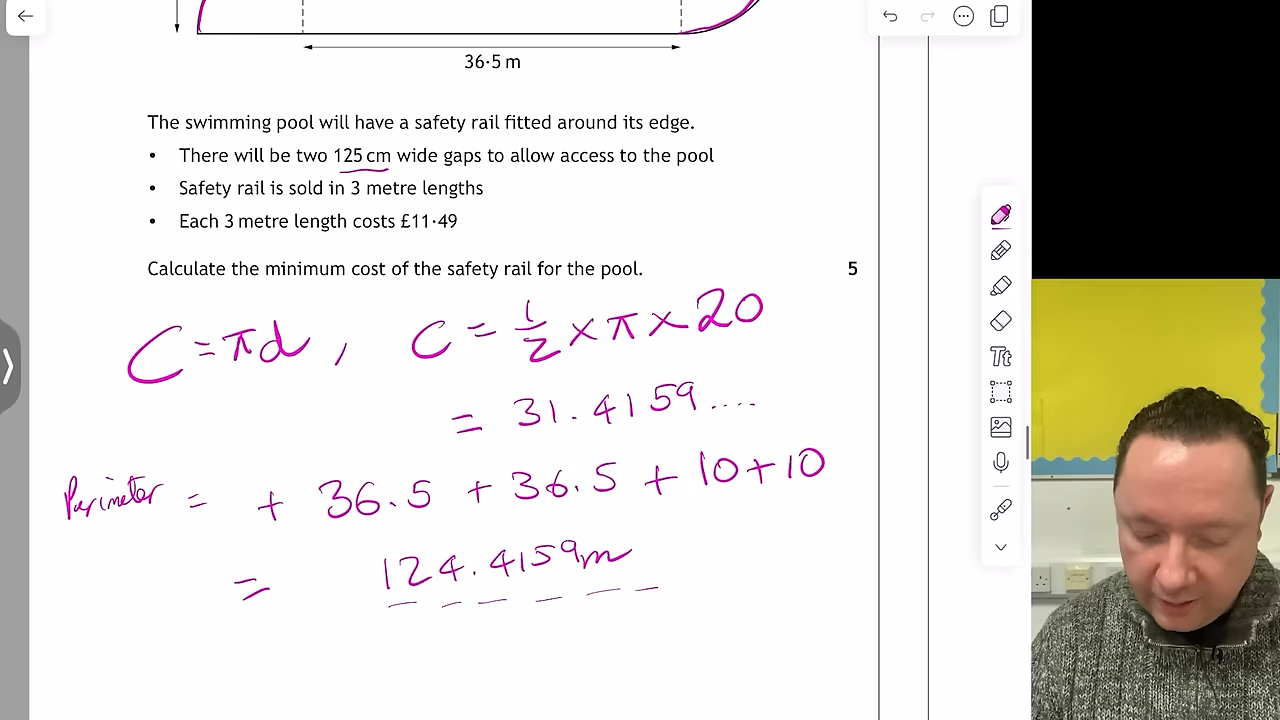 36·5 m
The swimming pool will have a safety rail fitted around its edge.
• There will be two 125 cm wide gaps to allow access to the pool
• Safety rail is sold in 3 metre lengths
• Each 3 metre length costs £11·49
Calculate the minimum cost of the safety rail for the pool. 5
C = πd , C = 1/2 × π × 20
= 31.4159....
Perimeter = + 36.5 + 36.5 + 10 + 10
= 124.4159m
Tt